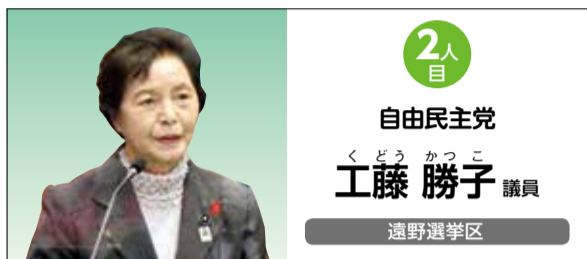 2人目
自由民主党
くどう かつこ
工藤 勝子 議員
遠野選挙区